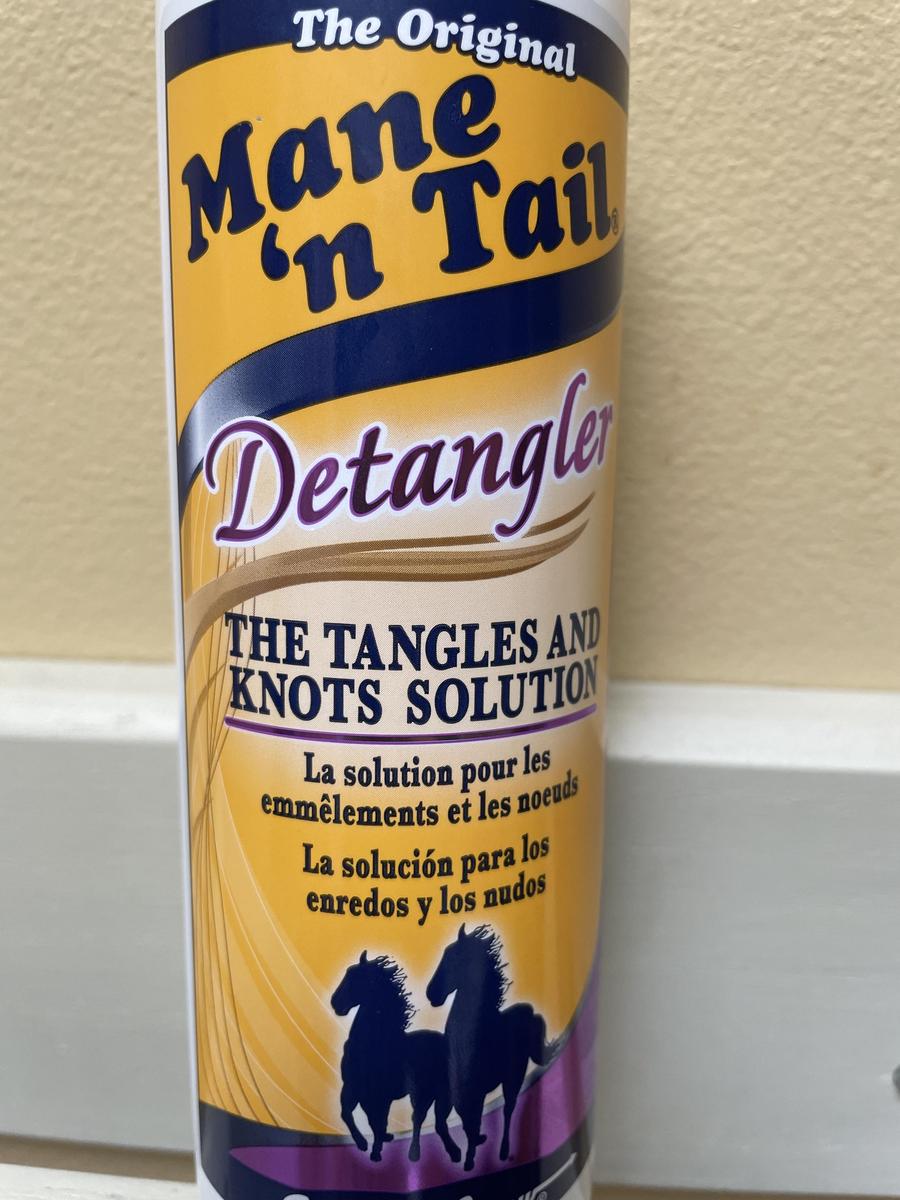 The Original
Mane
'n Tail®
Detangler
THE TANGLES AND
KNOTS SOLUTION
La solution pour les
emmêlements et les noeuds
La solución para los
enredos y los nudos